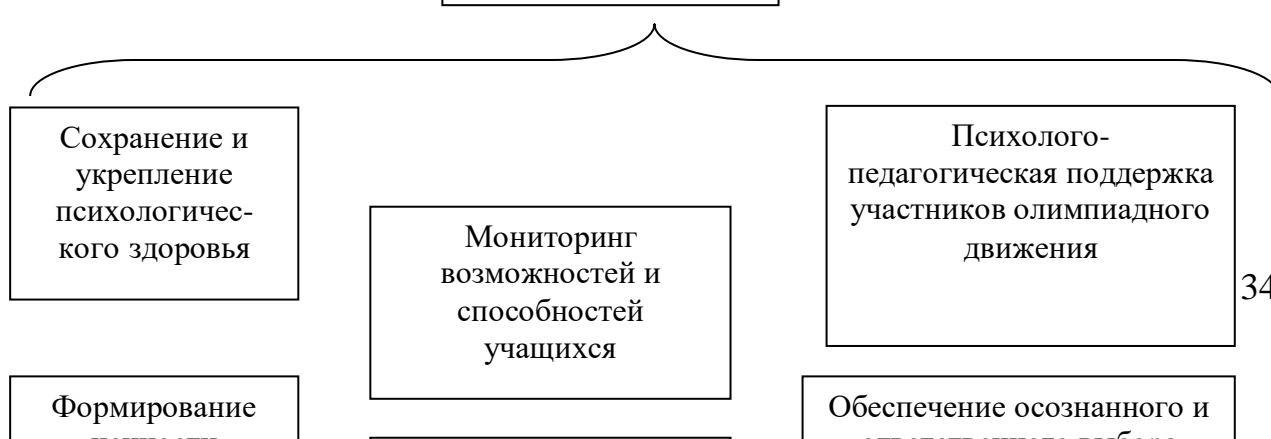 Сохранение и
укрепление
психологичес-
кого здоровья
Мониторинг
возможностей и
способностей
учащихся
Психолого-
педагогическая поддержка
участников олимпиадного
движения
34
Формирование
Обеспечение осознанного и